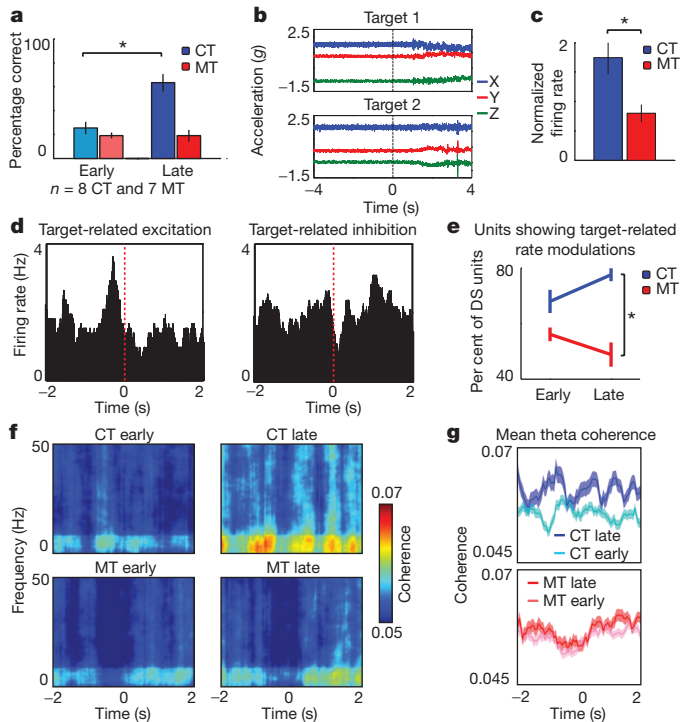 a
100
Percentage correct
0
*
CT
MT
Early
Late
n = 8 CT and 7 MT
b
Target 1
2.5
−1.5
Target 2
2.5
−1.5
Acceleration (g)
X
Y
Z
−4
0
4
Time (s)
c
*
CT
MT
2
Normalized
firing rate
0
d
Target-related excitation
Target-related inhibition
4
Firing rate (Hz)
0
−2
0
2
Time (s)
4
0
−2
0
2
Time (s)
e
Units showing target-related
rate modulations
CT
MT
80
Per cent of DS units
40
*
Early
Late
f
CT early
CT late
50
0
Frequency (Hz)
MT early
MT late
50
0
−2
0
2
−2
0
2
Time (s)
0.07
Coherence
0.05
g
Mean theta coherence
0.07
CT late
CT early
0.045
Coherence
0.07
MT late
MT early
0.045
−2
0
2
Time (s)